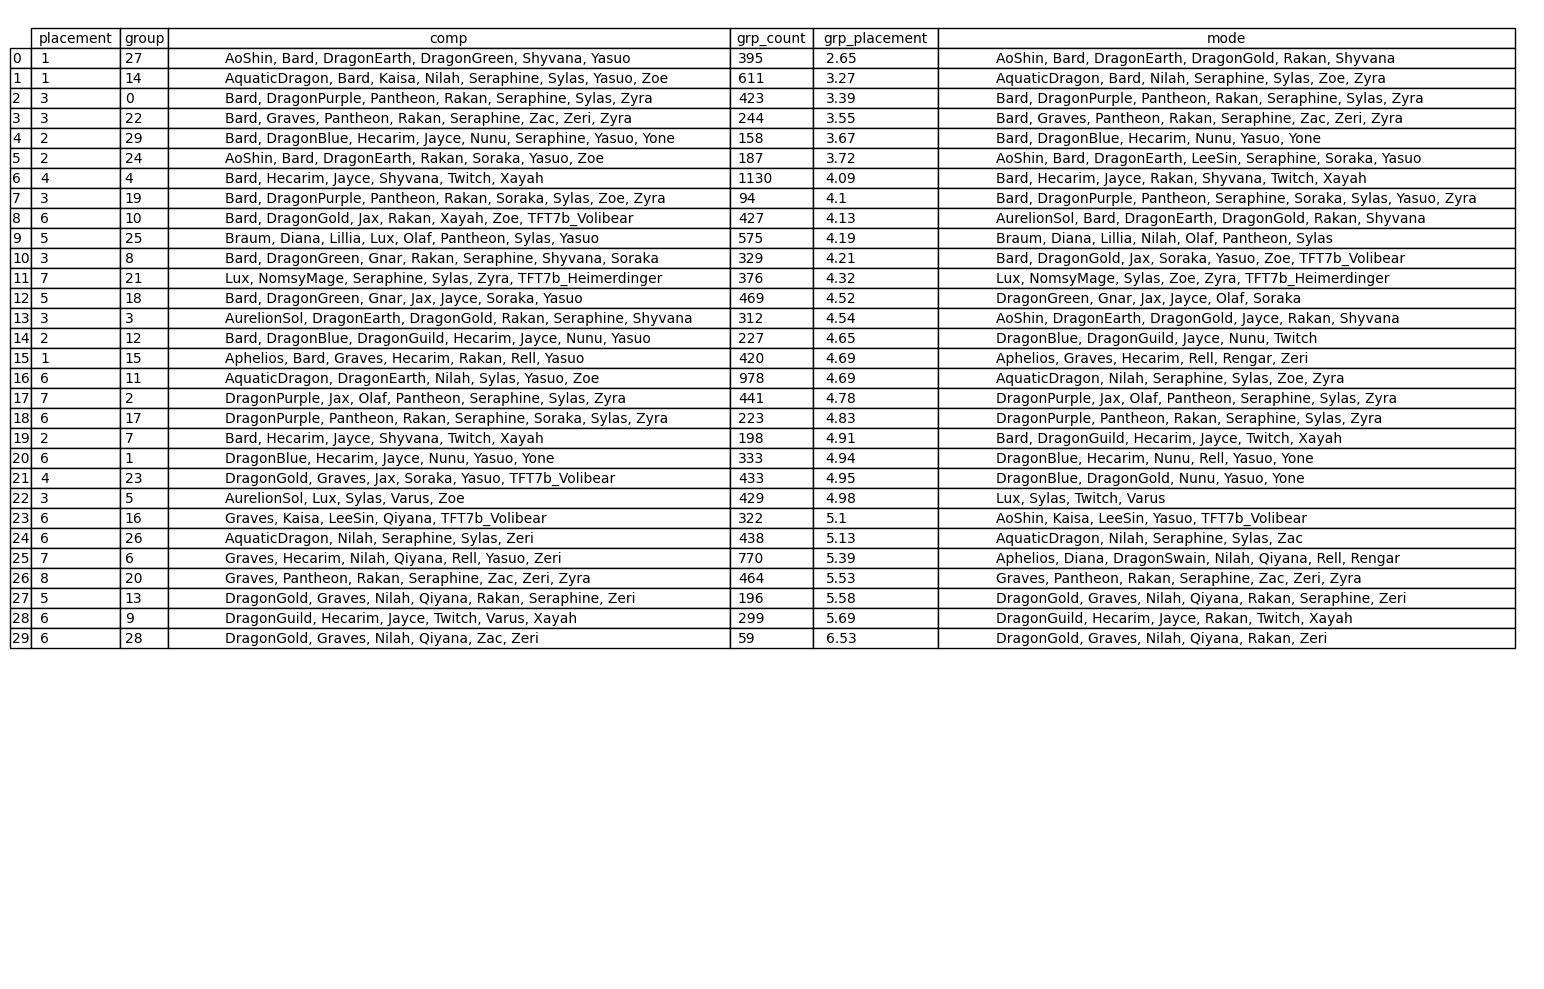 placement group comp grp_count grp_placement mode
0 1 27 AoShin, Bard, DragonEarth, DragonGreen, Shyvana, Yasuo 395 2.65 AoShin, Bard, DragonEarth, DragonGold, Rakan, Shyvana
1 1 14 AquaticDragon, Bard, Kaisa, Nilah, Seraphine, Sylas, Yasuo, Zoe 611 3.27 AquaticDragon, Bard, Nilah, Seraphine, Sylas, Zoe, Zyra
2 3 0 Bard, DragonPurple, Pantheon, Rakan, Seraphine, Sylas, Zyra 423 3.39 Bard, DragonPurple, Pantheon, Rakan, Seraphine, Sylas, Zyra
3 3 22 Bard, Graves, Pantheon, Rakan, Seraphine, Zac, Zeri, Zyra 244 3.55 Bard, Graves, Pantheon, Rakan, Seraphine, Zac, Zeri, Zyra
4 2 29 Bard, DragonBlue, Hecarim, Jayce, Nunu, Seraphine, Yasuo, Yone 158 3.67 Bard, DragonBlue, Hecarim, Nunu, Yasuo, Yone
5 2 24 AoShin, Bard, DragonEarth, Rakan, Soraka, Yasuo, Zoe 187 3.72 AoShin, Bard, DragonEarth, LeeSin, Seraphine, Soraka, Yasuo
6 4 4 Bard, Hecarim, Jayce, Shyvana, Twitch, Xayah 1130 4.09 Bard, Hecarim, Jayce, Rakan, Shyvana, Twitch, Xayah
7 3 19 Bard, DragonPurple, Pantheon, Rakan, Soraka, Sylas, Zoe, Zyra 94 4.1 Bard, DragonPurple, Pantheon, Seraphine, Soraka, Sylas, Yasuo, Zyra
8 6 10 Bard, DragonGold, Jax, Rakan, Xayah, Zoe, TFT7b_Volibear 427 4.13 AurelionSol, Bard, DragonEarth, DragonGold, Rakan, Shyvana
9 5 25 Braum, Diana, Lillia, Lux, Olaf, Pantheon, Sylas, Yasuo 575 4.19 Braum, Diana, Lillia, Nilah, Olaf, Pantheon, Sylas
10 3 8 Bard, DragonGreen, Gnar, Rakan, Seraphine, Shyvana, Soraka 329 4.21 Bard, DragonGold, Jax, Soraka, Yasuo, Zoe, TFT7b_Volibear
11 7 21 Lux, NomsyMage, Seraphine, Sylas, Zyra, TFT7b_Heimerdinger 376 4.32 Lux, NomsyMage, Sylas, Zoe, Zyra, TFT7b_Heimerdinger
12 5 18 Bard, DragonGreen, Gnar, Jax, Jayce, Soraka, Yasuo 469 4.52 DragonGreen, Gnar, Jax, Jayce, Olaf, Soraka
13 3 3 AurelionSol, DragonEarth, DragonGold, Rakan, Seraphine, Shyvana 312 4.54 AoShin, DragonEarth, DragonGold, Jayce, Rakan, Shyvana
14 2 12 Bard, DragonBlue, DragonGuild, Hecarim, Jayce, Nunu, Yasuo 227 4.65 DragonBlue, DragonGuild, Jayce, Nunu, Twitch
15 1 15 Aphelios, Bard, Graves, Hecarim, Rakan, Rell, Yasuo 420 4.69 Aphelios, Graves, Hecarim, Rell, Rengar, Zeri
16 6 11 AquaticDragon, DragonEarth, Nilah, Sylas, Yasuo, Zoe 978 4.69 AquaticDragon, Nilah, Seraphine, Sylas, Zoe, Zyra
17 7 2 DragonPurple, Jax, Olaf, Pantheon, Seraphine, Sylas, Zyra 441 4.78 DragonPurple, Jax, Olaf, Pantheon, Seraphine, Sylas, Zyra
18 6 17 DragonPurple, Pantheon, Rakan, Seraphine, Soraka, Sylas, Zyra 223 4.83 DragonPurple, Pantheon, Rakan, Seraphine, Sylas, Zyra
19 2 7 Bard, Hecarim, Jayce, Shyvana, Twitch, Xayah 198 4.91 Bard, DragonGuild, Hecarim, Jayce, Twitch, Xayah
20 6 1 DragonBlue, Hecarim, Jayce, Nunu, Yasuo, Yone 333 4.94 DragonBlue, Hecarim, Nunu, Rell, Yasuo, Yone
21 4 23 DragonGold, Graves, Jax, Soraka, Yasuo, TFT7b_Volibear 433 4.95 DragonBlue, DragonGold, Nunu, Yasuo, Yone
22 3 5 AurelionSol, Lux, Sylas, Varus, Zoe 429 4.98 Lux, Sylas, Twitch, Varus
23 6 16 Graves, Kaisa, LeeSin, Qiyana, TFT7b_Volibear 322 5.1 AoShin, Kaisa, LeeSin, Yasuo, TFT7b_Volibear
24 6 26 AquaticDragon, Nilah, Seraphine, Sylas, Zeri 438 5.13 AquaticDragon, Nilah, Seraphine, Sylas, Zac
25 7 6 Graves, Hecarim, Nilah, Qiyana, Rell, Yasuo, Zeri 770 5.39 Aphelios, Diana, DragonSwain, Nilah, Qiyana, Rell, Rengar
26 8 20 Graves, Pantheon, Rakan, Seraphine, Zac, Zeri, Zyra 464 5.53 Graves, Pantheon, Rakan, Seraphine, Zac, Zeri, Zyra
27 5 13 DragonGold, Graves, Nilah, Qiyana, Rakan, Seraphine, Zeri 196 5.58 DragonGold, Graves, Nilah, Qiyana, Rakan, Seraphine, Zeri
28 6 9 DragonGuild, Hecarim, Jayce, Twitch, Varus, Xayah 299 5.69 DragonGuild, Hecarim, Jayce, Rakan, Twitch, Xayah
29 6 28 DragonGold, Graves, Nilah, Qiyana, Zac, Zeri 59 6.53 DragonGold, Graves, Nilah, Qiyana, Rakan, Zeri